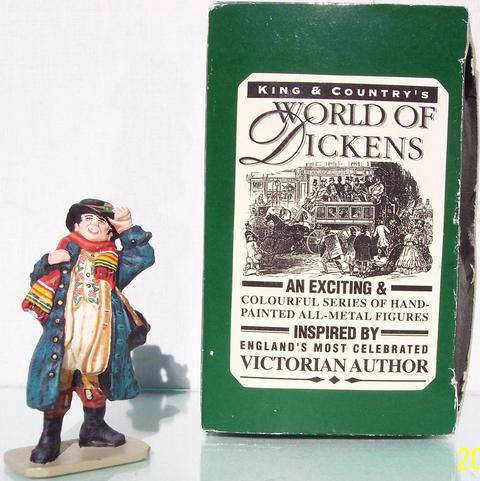 KING & COUNTRY'S
WORLD OF
DICKENS
AN EXCITING &
COLOURFUL SERIES OF HAND-
PAINTED ALL-METAL FIGURES
INSPIRED BY
ENGLAND'S MOST CELEBRATED
VICTORIAN AUTHOR
20